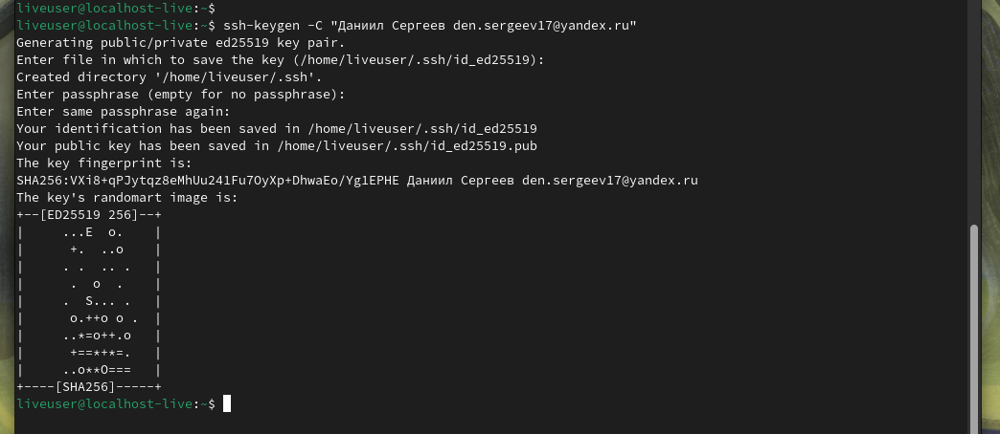 liveuser@localhost-live:~$
liveuser@localhost-live:~$ ssh-keygen -C "Даниил Сергеев den.sergeev17@yandex.ru"
Generating public/private ed25519 key pair.
Enter file in which to save the key (/home/liveuser/.ssh/id_ed25519):
Created directory '/home/liveuser/.ssh'.
Enter passphrase (empty for no passphrase):
Enter same passphrase again:
Your identification has been saved in /home/liveuser/.ssh/id_ed25519
Your public key has been saved in /home/liveuser/.ssh/id_ed25519.pub
The key fingerprint is:
SHA256:VXi8+qPJytqz8eMhUu241Fu7OyXp+DhwaEo/Yg1EPHE Даниил Сергеев den.sergeev17@yandex.ru
The key's randomart image is:
+--[ED25519 256]--+
|     ...E  o.    |
|      +.  ..o    |
|     . .  .. .   |
|      .  o  .    |
|     .  S... .   |
|      o.++o o .  |
|     ..*=o++.o   |
|      +==*+*=.   |
|     ..o**O===   |
+----[SHA256]-----+
liveuser@localhost-live:~$